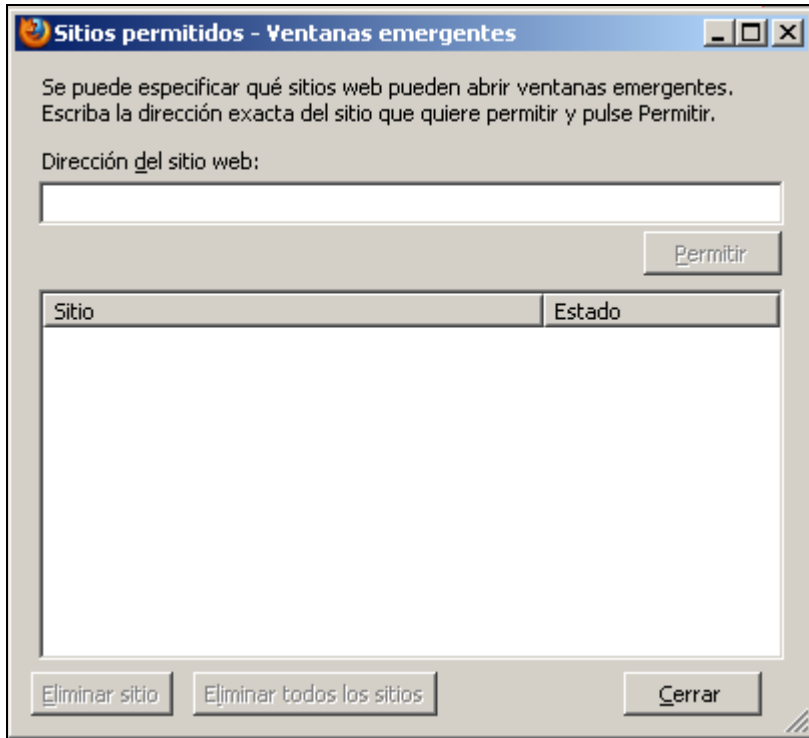 Sitios permitidos - Ventanas emergentes
Se puede especificar qué sitios web pueden abrir ventanas emergentes.
Escriba la dirección exacta del sitio que quiere permitir y pulse Permitir.
Dirección del sitio web:
Permitir
Sitio Estado
Eliminar sitio Eliminar todos los sitios Cerrar